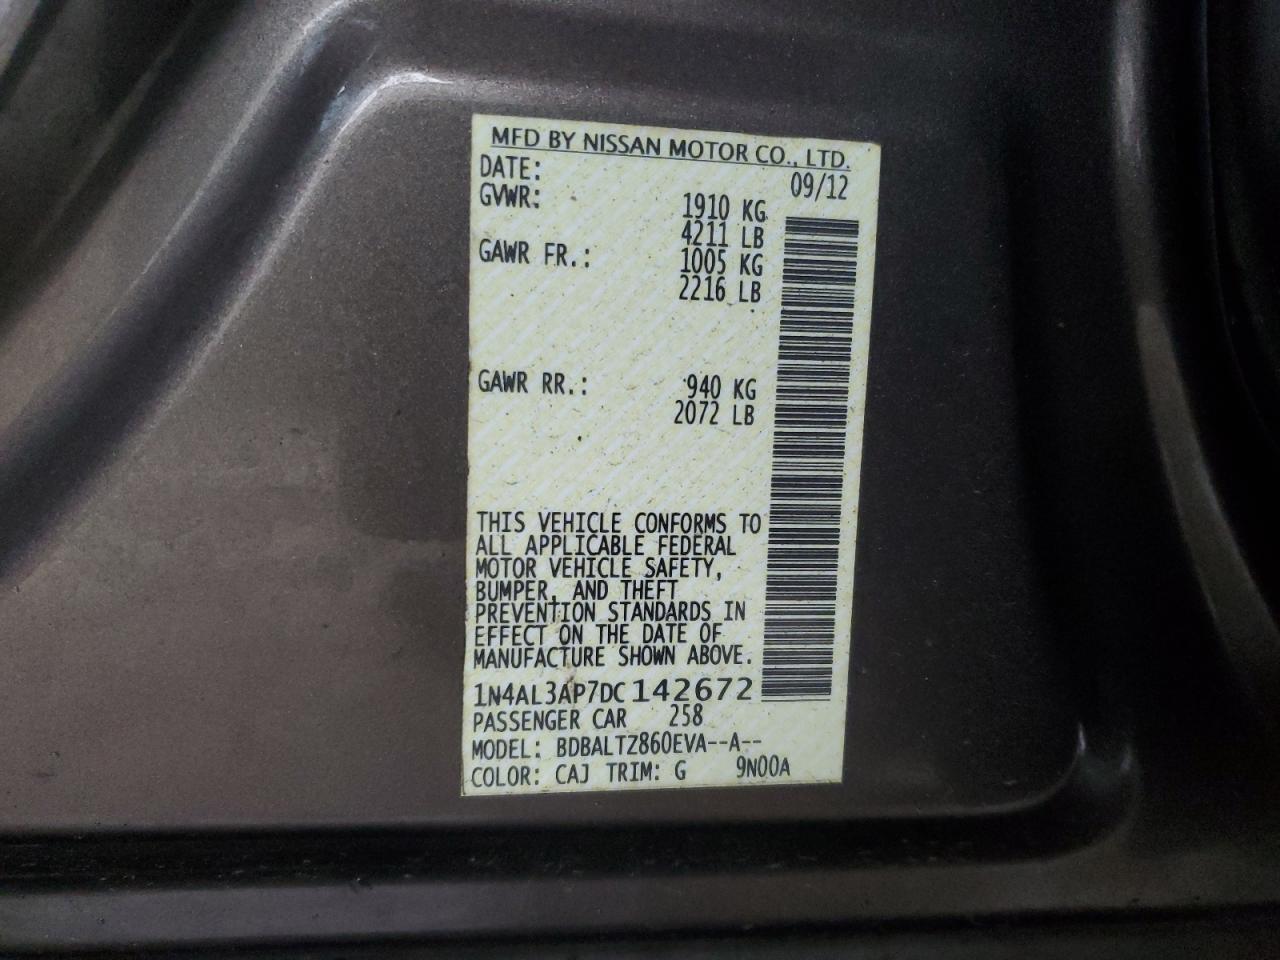 MFD BY NISSAN MOTOR CO., LTD.
DATE: 09/12
GVWR: 1910 KG
4211 LB
GAWR FR.: 1005 KG
2216 LB
GAWR RR.: 940 KG
2072 LB
THIS VEHICLE CONFORMS TO
ALL APPLICABLE FEDERAL
MOTOR VEHICLE SAFETY,
BUMPER, AND THEFT
PREVENTION STANDARDS IN
EFFECT ON THE DATE OF
MANUFACTURE SHOWN ABOVE.
1N4AL3AP7DC142672
PASSENGER CAR 258
MODEL: BDBALTZ860EVA--A--
COLOR: CAJ TRIM: G 9N00A